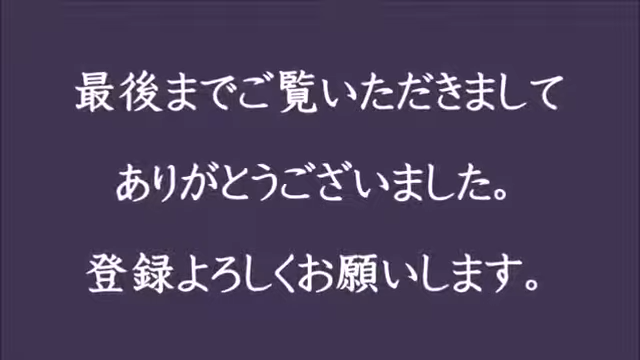 最後までご覧いただきまして
ありがとうございました。
登録よろしくお願いします。